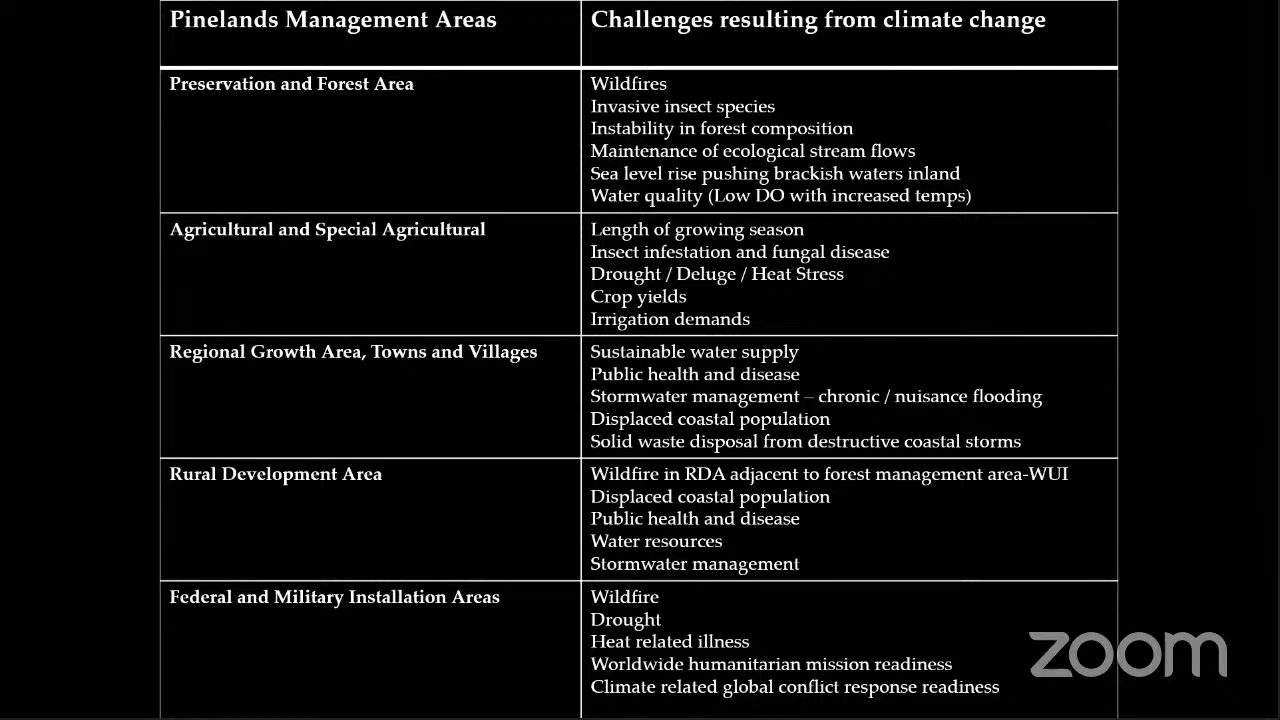 Pinelands Management Areas
Challenges resulting from climate change
Preservation and Forest Area
Wildfires
Invasive insect species
Instability in forest composition
Maintenance of ecological stream flows
Sea level rise pushing brackish waters inland
Water quality (Low DO with increased temps)
Agricultural and Special Agricultural
Length of growing season
Insect infestation and fungal disease
Drought / Deluge / Heat Stress
Crop yields
Irrigation demands
Regional Growth Area, Towns and Villages
Sustainable water supply
Public health and disease
Stormwater management – chronic / nuisance flooding
Displaced coastal population
Solid waste disposal from destructive coastal storms
Rural Development Area
Wildfire in RDA adjacent to forest management area-WUI
Displaced coastal population
Public health and disease
Water resources
Stormwater management
Federal and Military Installation Areas
Wildfire
Drought
Heat related illness
Worldwide humanitarian mission readiness
Climate related global conflict response readiness
zoom